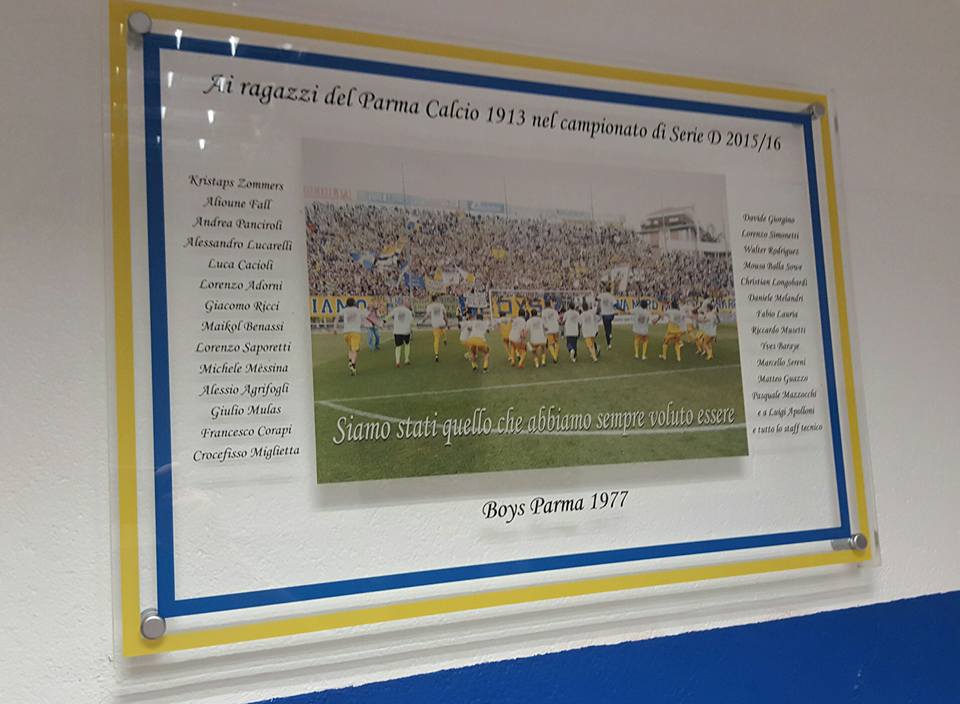 Ai ragazzi del Parma Calcio 1913 nel campionato di Serie D 2015/16
Kristaps Zommers
Alioune Fall
Andrea Panciroli
Alessandro Lucarelli
Luca Cacioli
Lorenzo Adorni
Giacomo Ricci
Maikol Benassi
Lorenzo Saporetti
Michele Messina
Alessio Agrifogli
Giulio Mulas
Francesco Corapi
Crocefisso Miglietta
Davide Giorgino
Lorenzo Simonetti
Walter Rodriguez
Mousa Balla Sowe
Christian Longobardi
Daniele Melandri
Fabio Lauria
Riccardo Musetti
Yves Baraye
Marcello Sereni
Matteo Guazzo
Pasquale Mazzocchi
e a Luigi Apolloni
e tutto lo staff tecnico
BOYS
Siamo stati quello che abbiamo sempre voluto essere
Boys Parma 1977